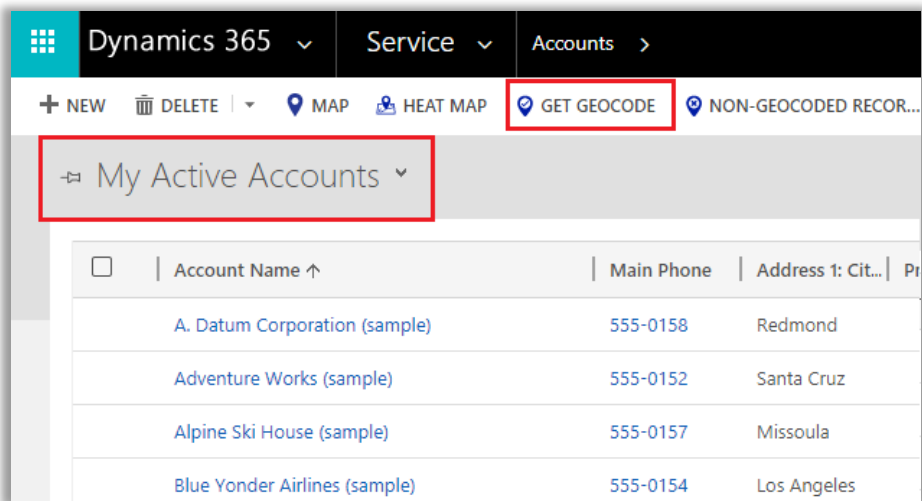 Dynamics 365 Service Accounts >
NEW DELETE MAP HEAT MAP GET GEOCODE NON-GEOCODED RECOR...
My Active Accounts
Account Name ↑ Main Phone Address 1: Cit...
A. Datum Corporation (sample) 555-0158 Redmond
Adventure Works (sample) 555-0152 Santa Cruz
Alpine Ski House (sample) 555-0157 Missoula
Blue Yonder Airlines (sample) 555-0154 Los Angeles